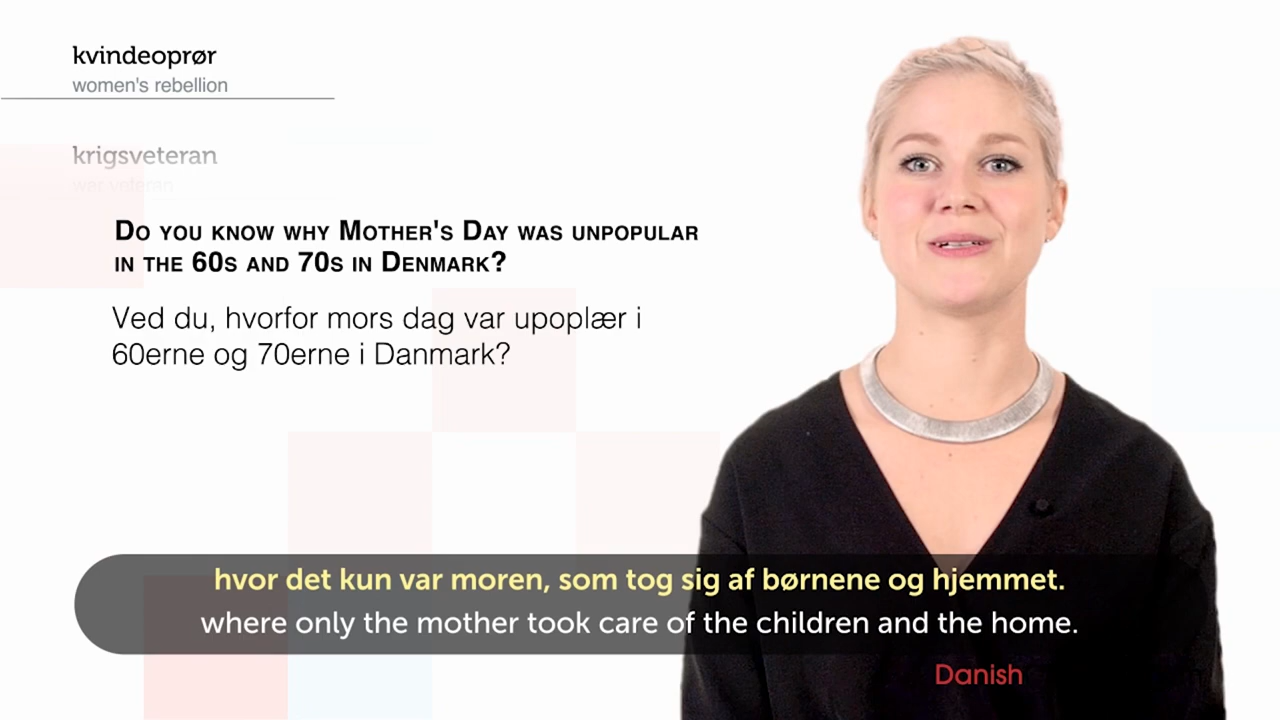 kvindeoprør
women's rebellion
krigsveteran
war veteran
Do you know why Mother's Day was unpopular
in the 60s and 70s in Denmark?
Ved du, hvorfor mors dag var upoplær i
60erne og 70erne i Danmark?
hvor det kun var moren, som tog sig af børnene og hjemmet.
where only the mother took care of the children and the home.
Danish